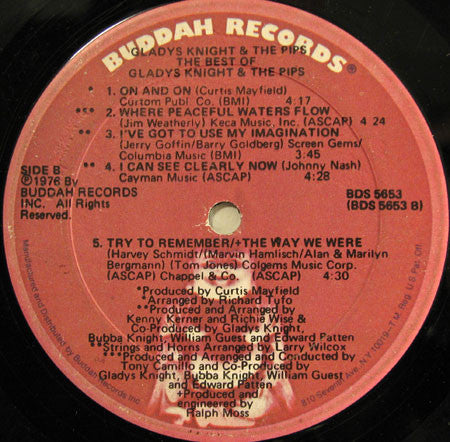 BUDDAH RECORDS®
GLADYS KNIGHT & THE PIPS
THE BEST OF
GLADYS KNIGHT & THE PIPS
* 1. ON AND ON (Curtis Mayfield)
Curtom Publ. Co. (BMI) 4:17
2. WHERE PEACEFUL WATERS FLOW
(Jim Weatherly) Keca Music, Inc. (ASCAP) 4 24
3. I'VE GOT TO USE MY IMAGINATION
(Jerry Goffin/Barry Goldberg) Screen Gems/
Columbia Music (BMI) 3:45
** 4. I CAN SEE CLEARLY NOW (Johnny Nash)
Cayman Music (ASCAP) 4:28
SIDE B
℗1976 By
BUDDAH RECORDS
INC. All Rights
Reserved.
BDS 5653
(BDS 5653 B)
5. TRY TO REMEMBER/+THE WAY WE WERE
(Harvey Schmidt/(Marvin Hamlisch/Alan & Marilyn
Bergmann) (Tom Jones) Colgems Music Corp.
(ASCAP) Chappel & Co. (ASCAP) 4:30
*Produced by Curtis Mayfield
*Arranged by Richard Tufo
**Produced and Arranged by
Kenny Kerner and Richie Wise &
Co-Produced by Gladys Knight,
Bubba Knight, William Guest and Edward Patten
**Strings and Horns Arranged by Larry Wilcox
***Produced and Arranged and Conducted by
Tony Camillo and Co-Produced by
Gladys Knight, Bubba Knight, William Guest
and Edward Patten
+Produced and
engineered by
Ralph Moss
Manufactured and Distributed by Buddah Records Inc.
810 Seventh Ave., N.Y. 10019 T.M. Reg. U.S. Pat. Off.